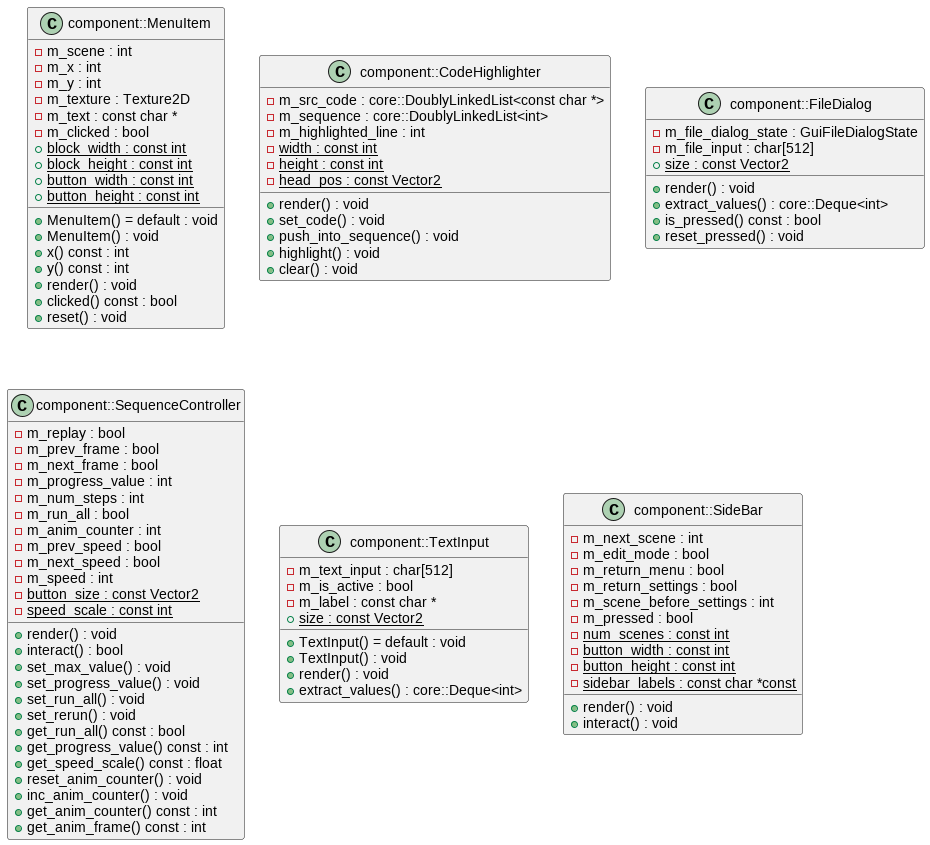 C component::MenuItem
m_scene : int
m_x : int
m_y : int
m_texture : Texture2D
m_text : const char *
m_clicked : bool
block_width : const int
block_height : const int
button_width : const int
button_height : const int
MenuItem() = default : void
MenuItem() : void
x() const : int
y() const : int
render() : void
clicked() const : bool
reset() : void
C component::CodeHighlighter
m_src_code : core::DoublyLinkedList<const char *>
m_sequence : core::DoublyLinkedList<int>
m_highlighted_line : int
width : const int
height : const int
head_pos : const Vector2
render() : void
set_code() : void
push_into_sequence() : void
highlight() : void
clear() : void
C component::FileDialog
m_file_dialog_state : GuiFileDialogState
m_file_input : char[512]
size : const Vector2
render() : void
extract_values() : core::Deque<int>
is_pressed() const : bool
reset_pressed() : void
C component::SequenceController
m_replay : bool
m_prev_frame : bool
m_next_frame : bool
m_progress_value : int
m_num_steps : int
m_run_all : bool
m_anim_counter : int
m_prev_speed : bool
m_next_speed : bool
m_speed : int
button_size : const Vector2
speed_scale : const int
render() : void
interact() : bool
set_max_value() : void
set_progress_value() : void
set_run_all() : void
set_rerun() : void
get_run_all() const : bool
get_progress_value() const : int
get_speed_scale() const : float
reset_anim_counter() : void
inc_anim_counter() : void
get_anim_counter() const : int
get_anim_frame() const : int
C component::TextInput
m_text_input : char[512]
m_is_active : bool
m_label : const char *
size : const Vector2
TextInput() = default : void
TextInput() : void
render() : void
extract_values() : core::Deque<int>
C component::SideBar
m_next_scene : int
m_edit_mode : bool
m_return_menu : bool
m_return_settings : bool
m_scene_before_settings : int
m_pressed : bool
num_scenes : const int
button_width : const int
button_height : const int
sidebar_labels : const char *const
render() : void
interact() : void